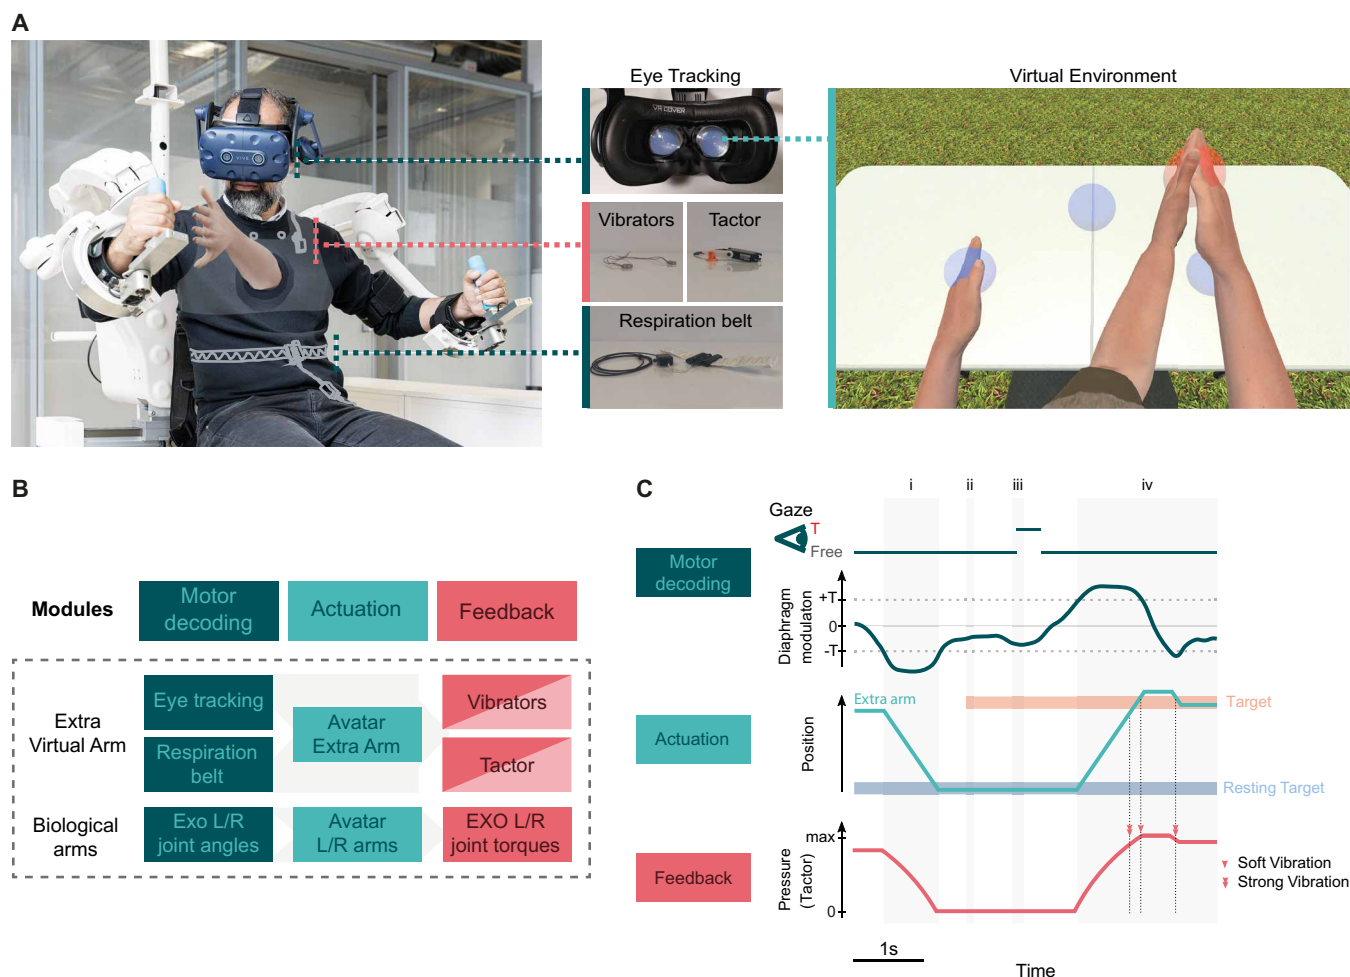 A
Eye Tracking
Virtual Environment
VR COVER
VIVE
Vibrators
Tactor
Respiration belt
B
Modules
Motor
decoding
Actuation
Feedback
Extra
Virtual Arm
Eye tracking
Respiration
belt
Avatar
Extra Arm
Vibrators
Tactor
Biological
arms
Exo L/R
joint angles
Avatar
L/R arms
EXO L/R
joint torques
C
i
ii
iii
iv
Gaze
T
Free
Motor
decoding
Diaphragm
modulaton
+T
0
-T
Actuation
Position
Extra arm
Target
Resting Target
Feedback
Pressure
(Tactor)
max
0
Soft Vibration
Strong Vibration
1s
Time